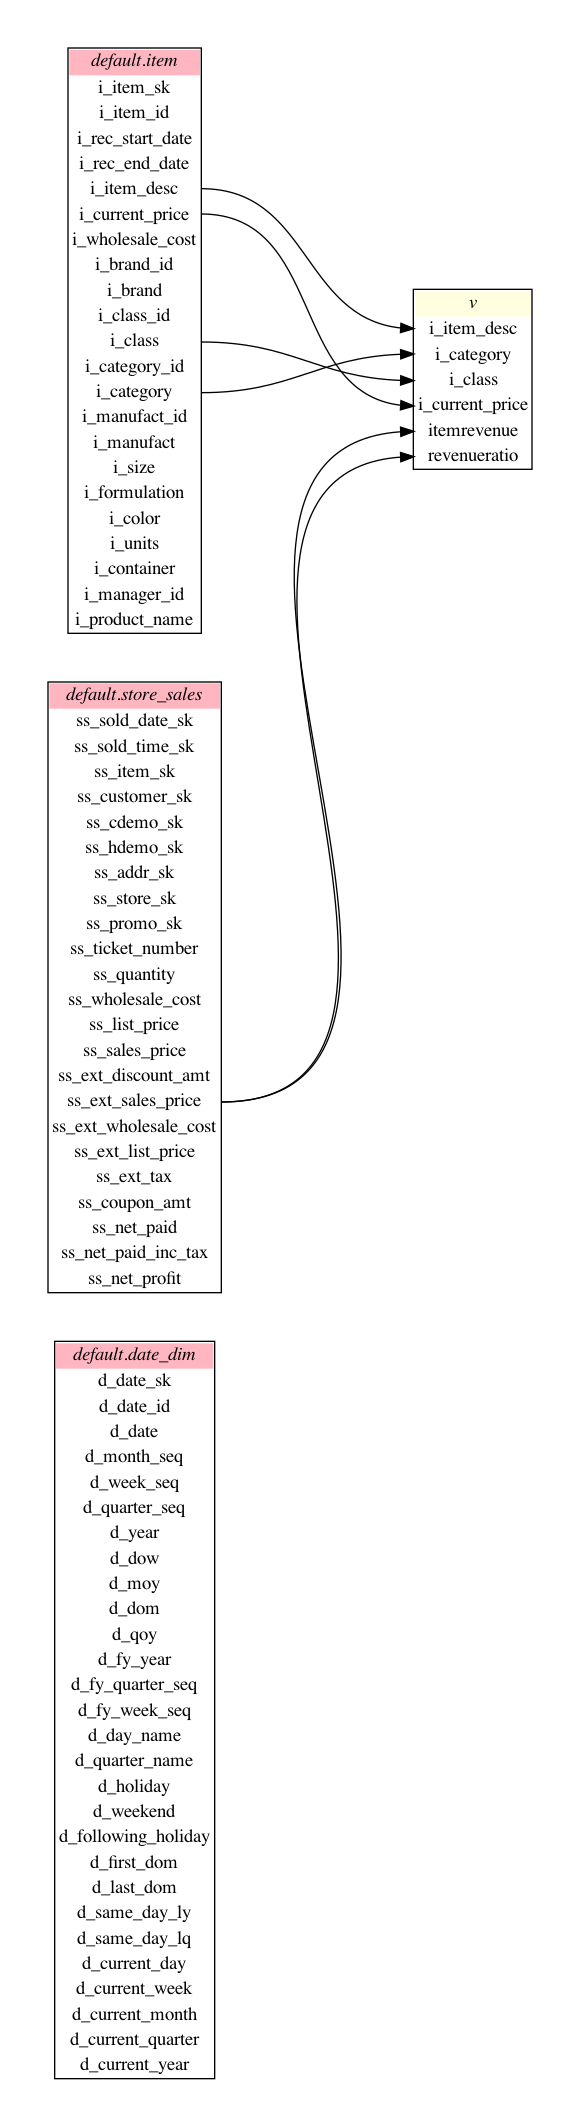 default.item
i_item_sk
i_item_id
i_rec_start_date
i_rec_end_date
i_item_desc
i_current_price
i_wholesale_cost
i_brand_id
i_brand
i_class_id
i_class
i_category_id
i_category
i_manufact_id
i_manufact
i_size
i_formulation
i_color
i_units
i_container
i_manager_id
i_product_name
v
i_item_desc
i_category
i_class
i_current_price
itemrevenue
revenueratio
default.store_sales
ss_sold_date_sk
ss_sold_time_sk
ss_item_sk
ss_customer_sk
ss_cdemo_sk
ss_hdemo_sk
ss_addr_sk
ss_store_sk
ss_promo_sk
ss_ticket_number
ss_quantity
ss_wholesale_cost
ss_list_price
ss_sales_price
ss_ext_discount_amt
ss_ext_sales_price
ss_ext_wholesale_cost
ss_ext_list_price
ss_ext_tax
ss_coupon_amt
ss_net_paid
ss_net_paid_inc_tax
ss_net_profit
default.date_dim
d_date_sk
d_date_id
d_date
d_month_seq
d_week_seq
d_quarter_seq
d_year
d_dow
d_moy
d_dom
d_qoy
d_fy_year
d_fy_quarter_seq
d_fy_week_seq
d_day_name
d_quarter_name
d_holiday
d_weekend
d_following_holiday
d_first_dom
d_last_dom
d_same_day_ly
d_same_day_lq
d_current_day
d_current_week
d_current_month
d_current_quarter
d_current_year